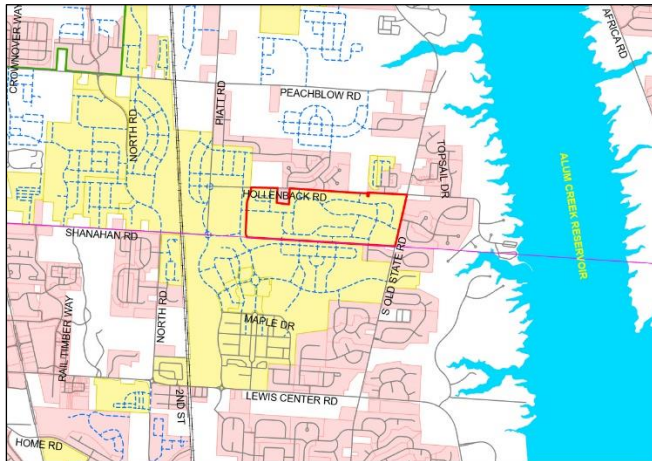 CROWNOVER WAY
AFRICA RD
PEACHBLOW RD
PIATT RD
NORTH RD
TOPSAIL DR
HOLLENBACK RD
ALUM CREEK RESERVOIR
SHANAHAN RD
S OLD STATE RD
MAPLE DR
NORTH RD
RAIL TIMBER WAY
2ND ST
LEWIS CENTER RD
HOME RD